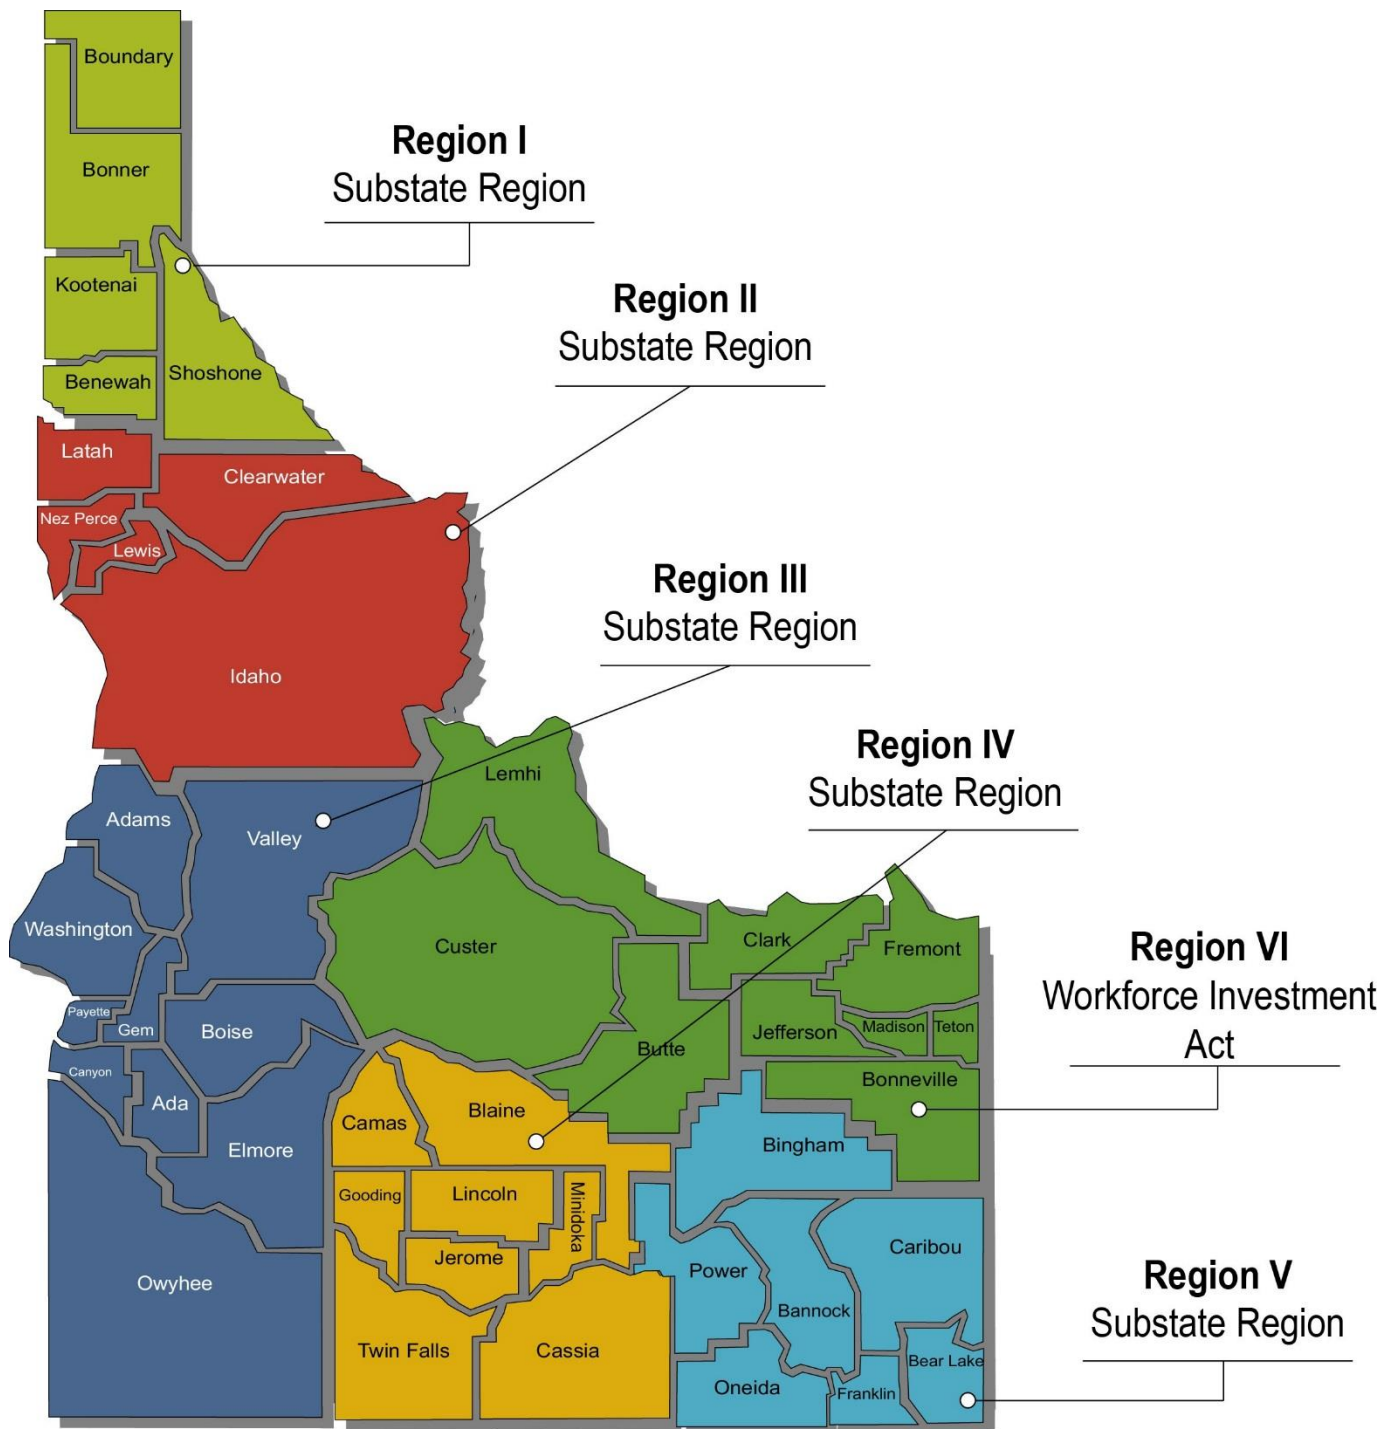 Boundary
Bonner
Region I
Substate Region
Kootenai
Benewah
Shoshone
Region II
Substate Region
Latah
Clearwater
Nez Perce
Lewis
Idaho
Region III
Substate Region
Lemhi
Region IV
Substate Region
Adams
Valley
Washington
Custer
Clark
Fremont
Region VI
Workforce Investment
Act
Payette
Gem
Boise
Butte
Jefferson
Madison
Teton
Canyon
Ada
Bonneville
Camas
Blaine
Elmore
Bingham
Gooding
Lincoln
Minidoka
Jerome
Owyhee
Power
Caribou
Bannock
Region V
Substate Region
Twin Falls
Cassia
Oneida
Franklin
Bear Lake